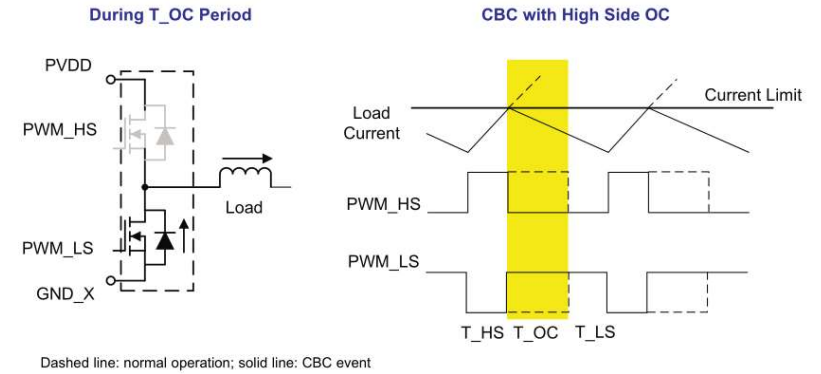 During T_OC Period
CBC with High Side OC
PVDD
PWM_HS
Load
PWM_LS
GND_X
Load
Current
Current Limit
PWM_HS
PWM_LS
T_HS T_OC T_LS
Dashed line: normal operation; solid line: CBC event